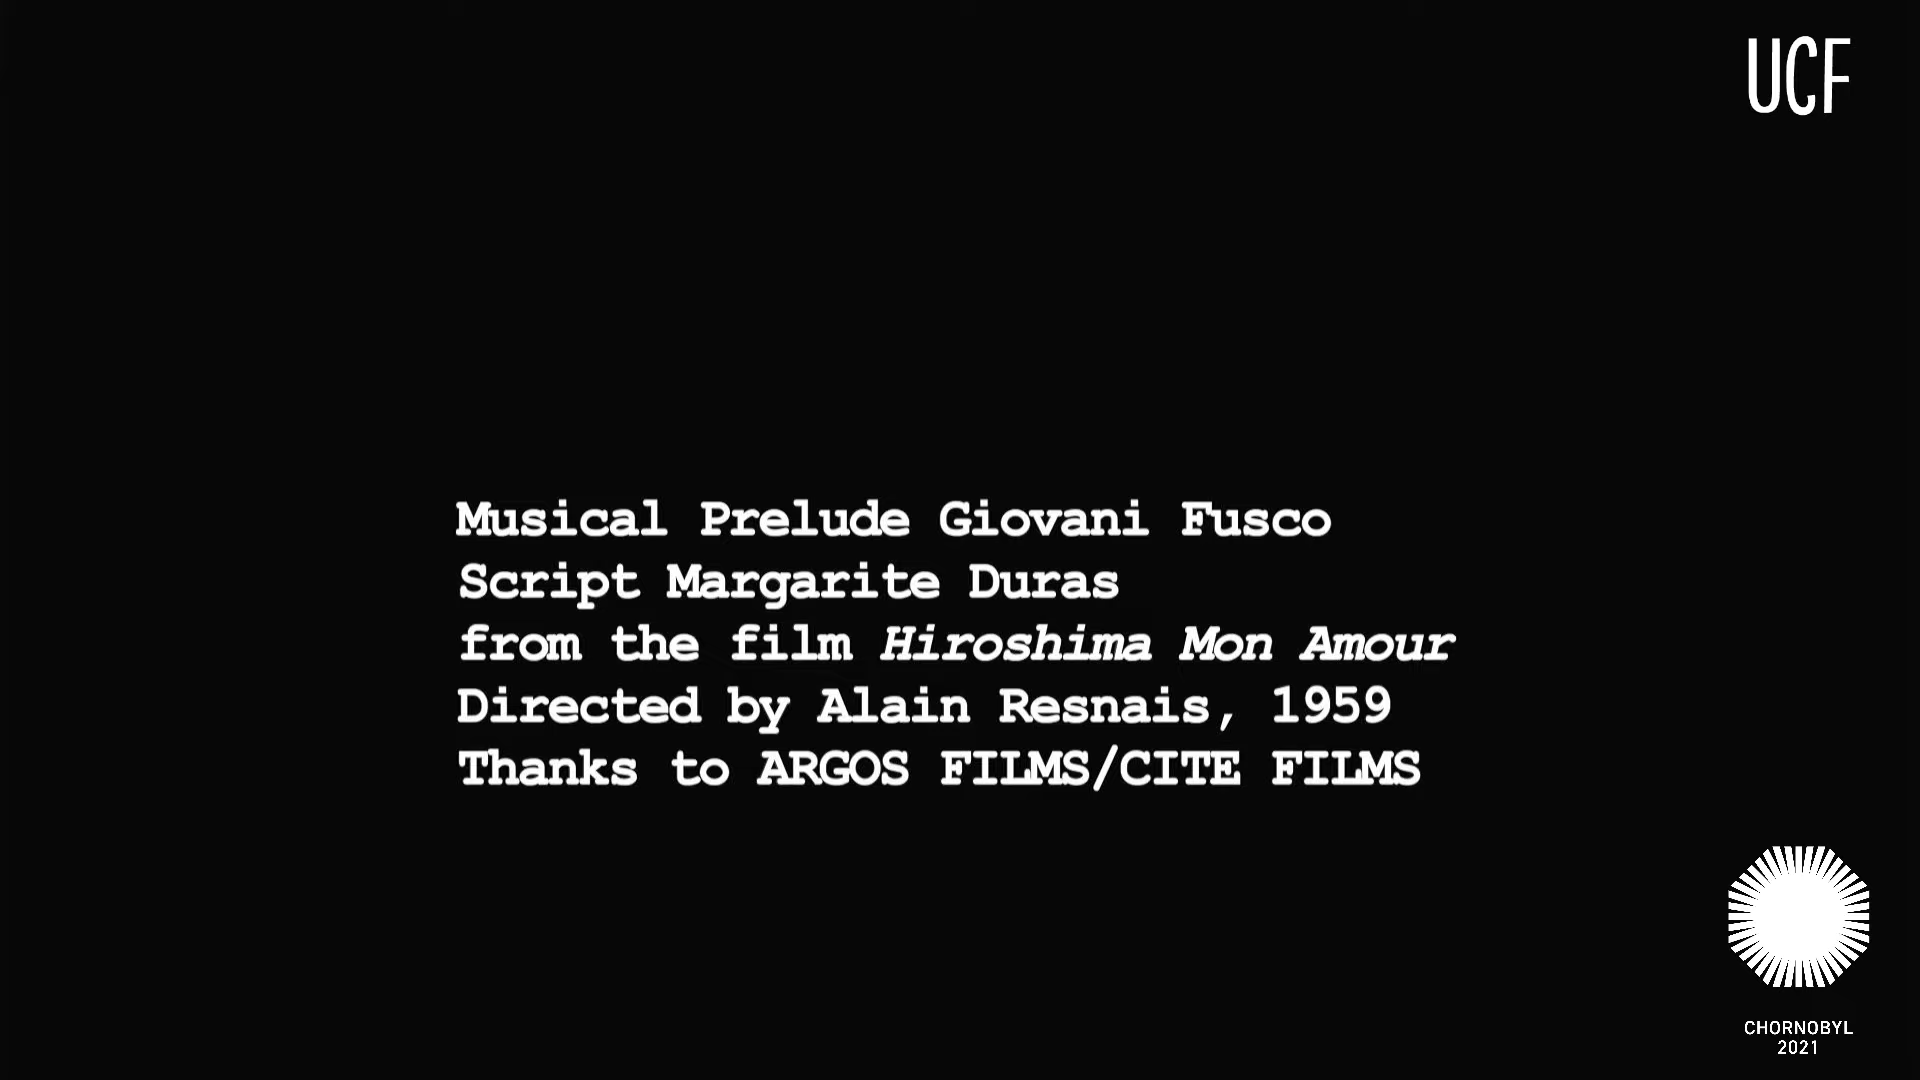 UCF
Musical Prelude Giovani Fusco
Script Margarite Duras
from the film Hiroshima Mon Amour
Directed by Alain Resnais, 1959
Thanks to ARGOS FILMS/CITE FILMS
CHORNOBYL
2021